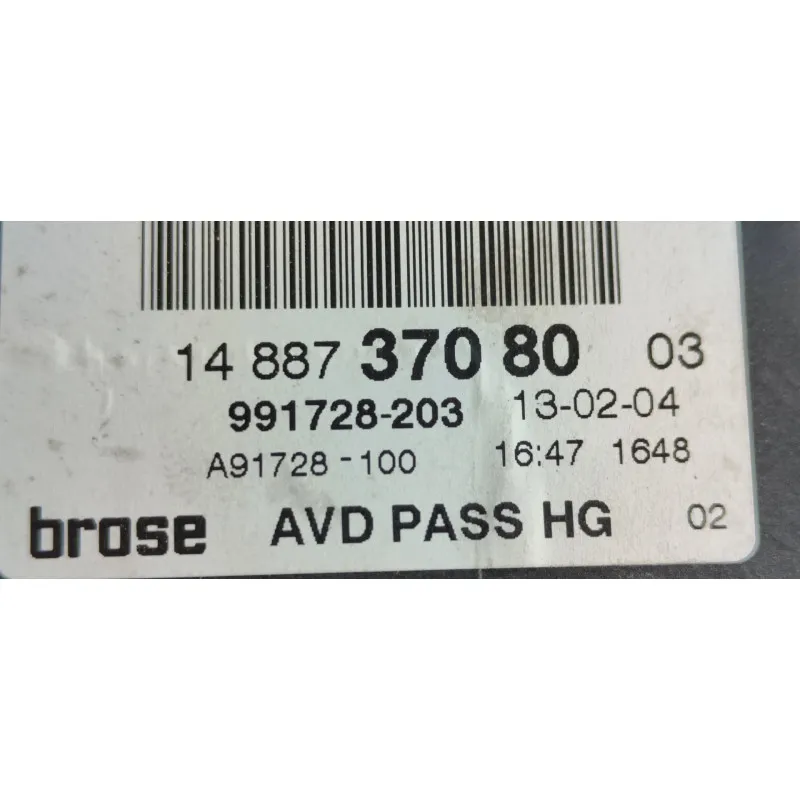 14 887 370 80 03
991728-203 13-02-04
A91728-100 16:47 1648
brose AVD PASS HG 02